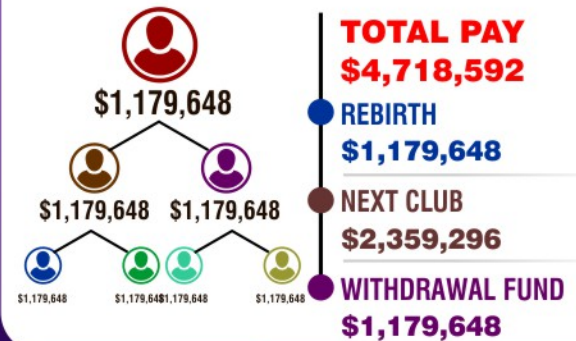 $1,179,648
$1,179,648 $1,179,648
$1,179,648 $1,179,648 $1,179,648 $1,179,648
TOTAL PAY
$4,718,592
REBIRTH
$1,179,648
NEXT CLUB
$2,359,296
WITHDRAWAL FUND
$1,179,648